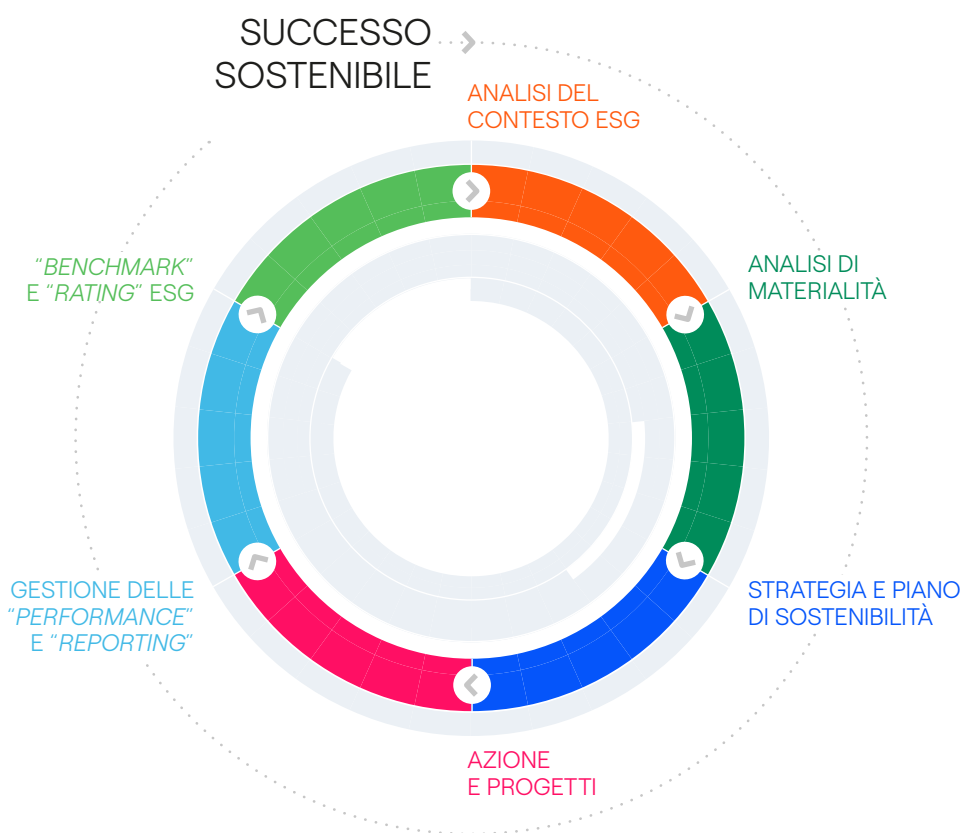 SUCCESSO
SOSTENIBILE
ANALISI DEL
CONTESTO ESG
ANALISI DI
MATERIALITÀ
STRATEGIA E PIANO
DI SOSTENIBILITÀ
AZIONE
E PROGETTI
GESTIONE DELLE
“PERFORMANCE”
E “REPORTING”
“BENCHMARK”
E “RATING” ESG